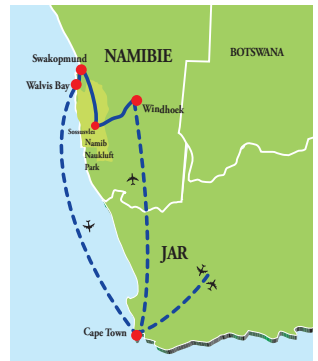 NAMIBIE
BOTSWANA
Swakopmund
Walvis Bay
Windhoek
Sossusvlei
Namib
Naukluft
Park
JAR
Cape Town